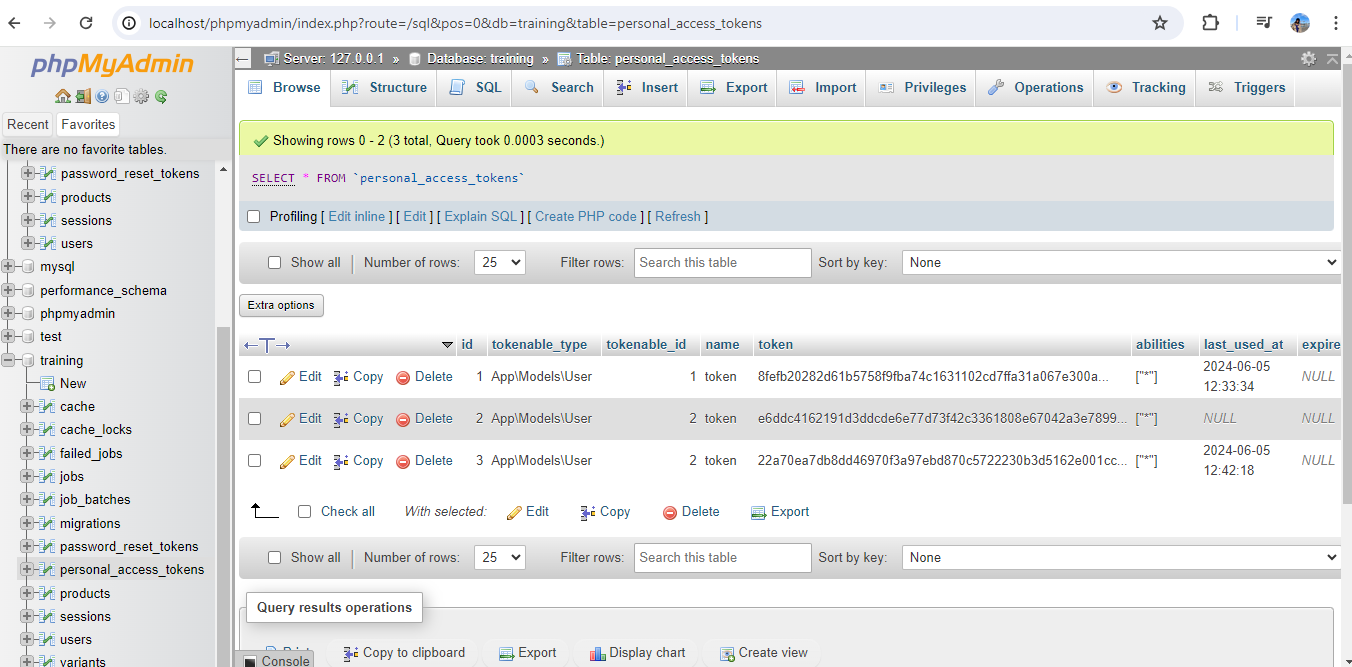 localhost/phpmyadmin/index.php?route=/sql&pos=0&db=training&table=personal_access_tokens
phpMyAdmin
Recent Favorites
There are no favorite tables.
password_reset_tokens
products
sessions
users
mysql
performance_schema
phpmyadmin
test
training
New
cache
cache_locks
failed_jobs
jobs
job_batches
migrations
password_reset_tokens
personal_access_tokens
products
sessions
users
variants
Server: 127.0.0.1 » Database: training » Table: personal_access_tokens
Browse Structure SQL Search Insert Export Import Privileges Operations Tracking Triggers
Showing rows 0 - 2 (3 total, Query took 0.0003 seconds.)
SELECT * FROM `personal_access_tokens`
Profiling [ Edit inline ] [ Edit ] [ Explain SQL ] [ Create PHP code ] [ Refresh ]
Show all Number of rows: 25 Filter rows: Search this table Sort by key: None
Extra options
id tokenable_type tokenable_id name token abilities last_used_at expire
Edit Copy Delete 1 App\Models\User 1 token 8fefb20282d61b5758f9fba74c1631102cd7ffa31a067e300a... ["*"] 2024-06-05 12:33:34 NULL
Edit Copy Delete 2 App\Models\User 2 token e6ddc4162191d3ddcde6e77d73f42c3361808e67042a3e7899... ["*"] NULL NULL
Edit Copy Delete 3 App\Models\User 2 token 22a70ea7db8dd46970f3a97ebd870c5722230b3d5162e001cc... ["*"] 2024-06-05 12:42:18 NULL
Check all With selected: Edit Copy Delete Export
Show all Number of rows: 25 Filter rows: Search this table Sort by key: None
Query results operations
Print Copy to clipboard Export Display chart Create view
Console